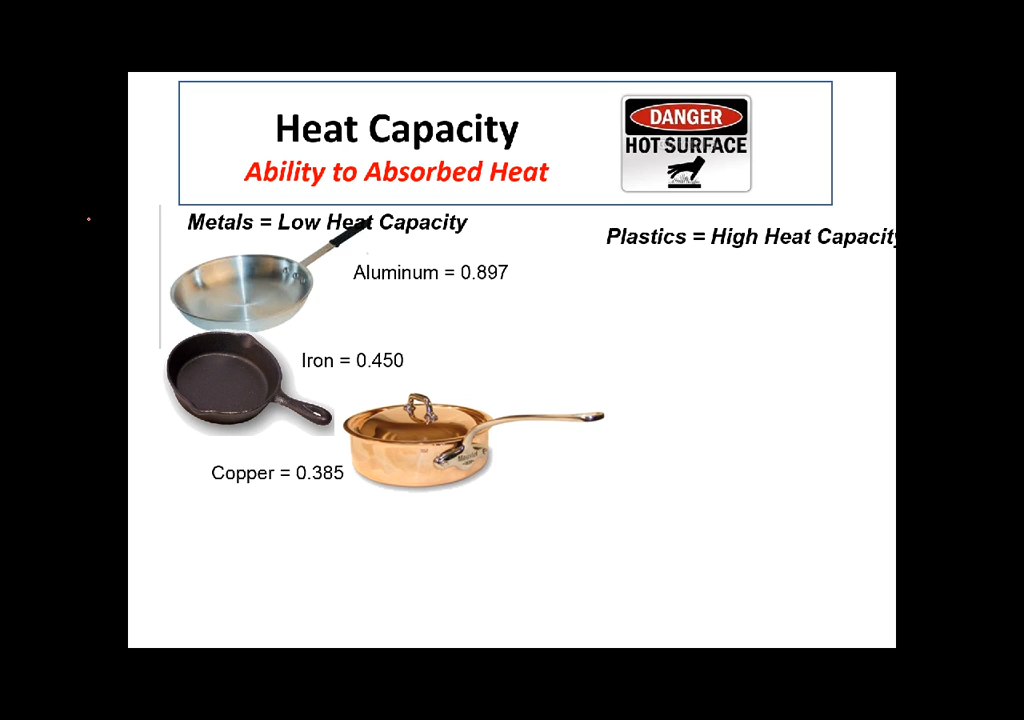 Heat Capacity
Ability to Absorbed Heat
DANGER
HOT SURFACE
Metals = Low Heat Capacity
Plastics = High Heat Capacity
Aluminum = 0.897
Iron = 0.450
Copper = 0.385